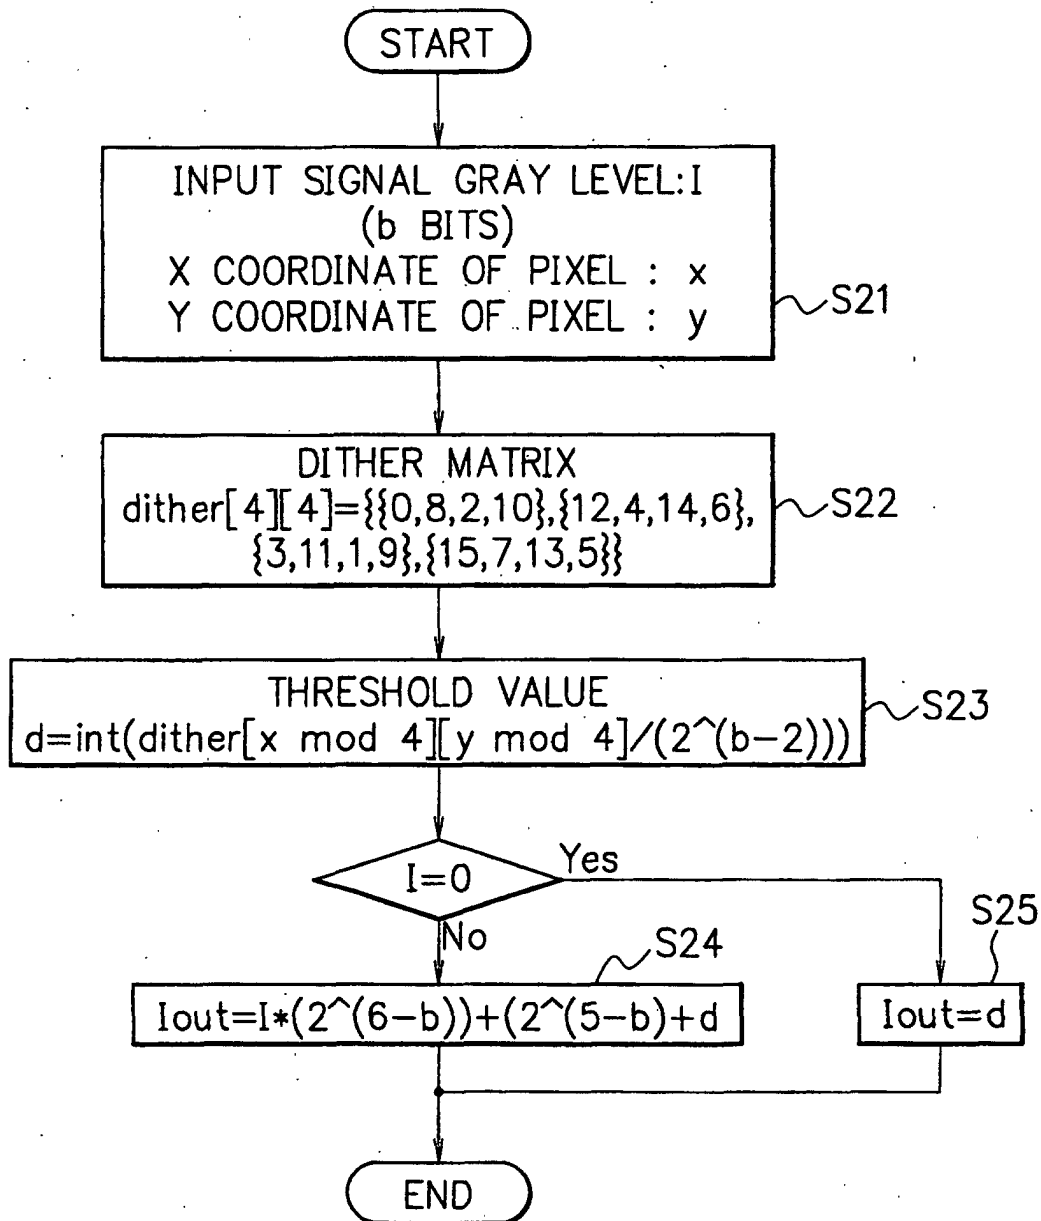 START
INPUT SIGNAL GRAY LEVEL:I
(b BITS)
X COORDINATE OF PIXEL : x
Y COORDINATE OF PIXEL : y
S21
DITHER MATRIX
dither[4][4]={{0,8,2,10},{12,4,14,6},
{3,11,1,9},{15,7,13,5}}
S22
THRESHOLD VALUE
d=int(dither[x mod 4][y mod 4]/(2^(b-2)))
S23
I=0
Yes
No
S24
S25
Iout=I*(2^(6-b))+(2^(5-b)+d
Iout=d
END